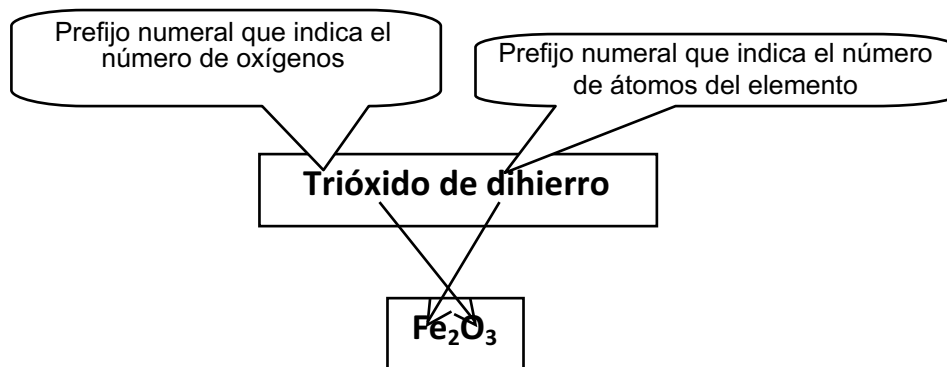 Prefijo numeral que indica el
número de oxígenos
Prefijo numeral que indica el número
de átomos del elemento
Trióxido de dihierro
Fe₂O₃